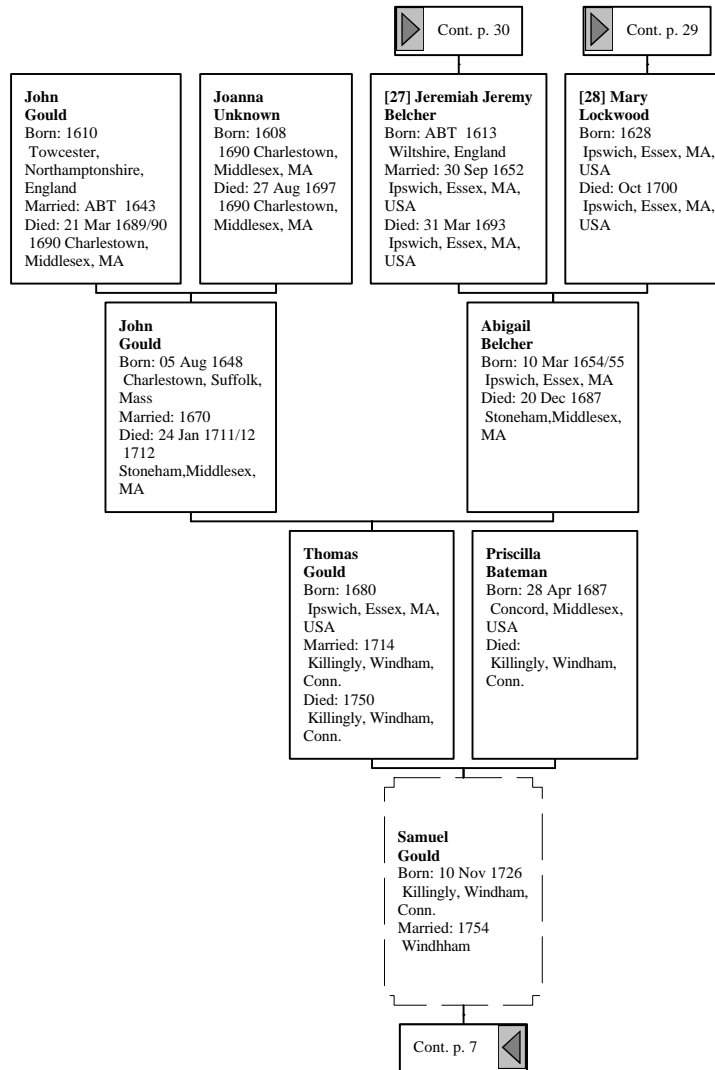 Cont. p. 30
Cont. p. 29
John
Gould
Born: 1610
Towcester,
Northamptonshire,
England
Married: ABT 1643
Died: 21 Mar 1689/90
1690 Charlestown,
Middlesex, MA
Joanna
Unknown
Born: 1608
1690 Charlestown,
Middlesex, MA
Died: 27 Aug 1697
1690 Charlestown,
Middlesex, MA
[27] Jeremiah Jeremy
Belcher
Born: ABT 1613
Wiltshire, England
Married: 30 Sep 1652
Ipswich, Essex, MA,
USA
Died: 31 Mar 1693
Ipswich, Essex, MA,
USA
[28] Mary
Lockwood
Born: 1628
Ipswich, Essex, MA,
USA
Died: Oct 1700
Ipswich, Essex, MA,
USA
John
Gould
Born: 05 Aug 1648
Charlestown, Suffolk,
Mass
Married: 1670
Died: 24 Jan 1711/12
1712
Stoneham,Middlesex,
MA
Abigail
Belcher
Born: 10 Mar 1654/55
Ipswich, Essex, MA
Died: 20 Dec 1687
Stoneham,Middlesex,
MA
Thomas
Gould
Born: 1680
Ipswich, Essex, MA,
USA
Married: 1714
Killingly, Windham,
Conn.
Died: 1750
Killingly, Windham,
Conn.
Priscilla
Bateman
Born: 28 Apr 1687
Concord, Middlesex,
USA
Died:
Killingly, Windham,
Conn.
Samuel
Gould
Born: 10 Nov 1726
Killingly, Windham,
Conn.
Married: 1754
Windhham
Cont. p. 7